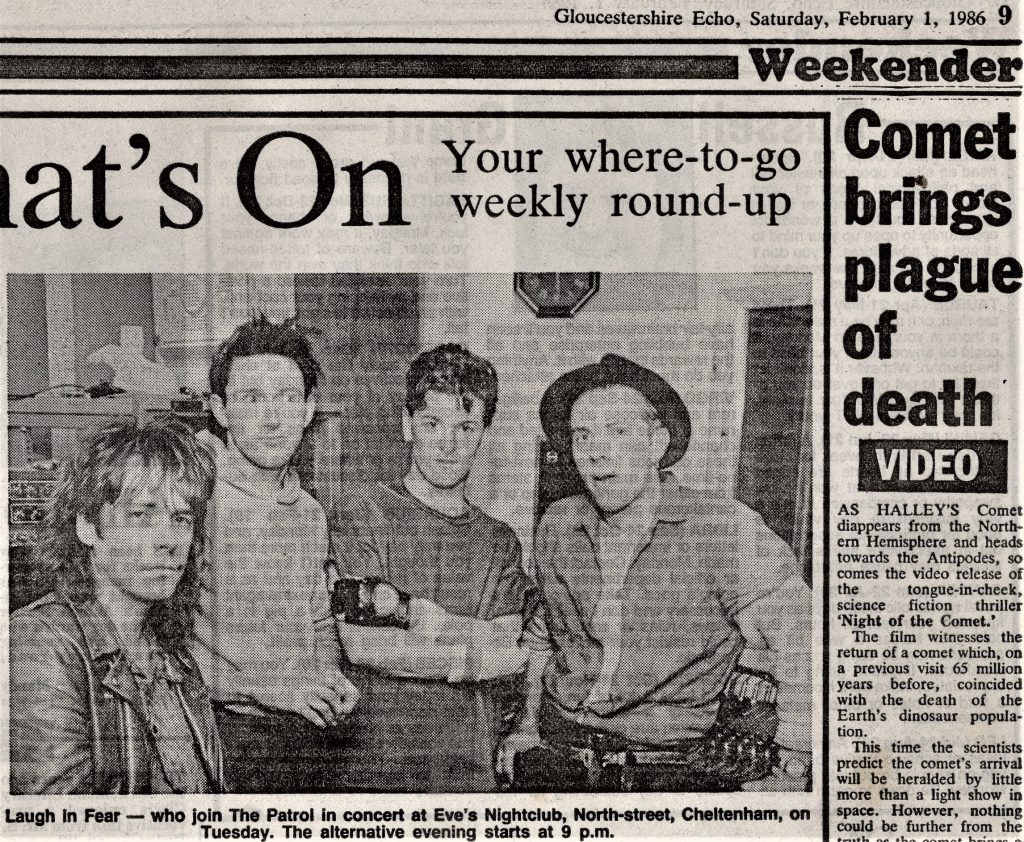 Gloucestershire Echo, Saturday, February 1, 1986 9
Weekender
hat's On
Your where-to-go
weekly round-up
Laugh in Fear — who join The Patrol in concert at Eve's Nightclub, North-street, Cheltenham, on
Tuesday. The alternative evening starts at 9 p.m.
Comet
brings
plague
of
death
VIDEO
AS HALLEY'S Comet
diappears from the North-
ern Hemisphere and heads
towards the Antipodes, so
comes the video release of
the tongue-in-cheek,
science fiction thriller
'Night of the Comet.'
The film witnesses the
return of a comet which, on
a previous visit 65 million
years before, coincided
with the death of the
Earth's dinosaur popula-
tion.
This time the scientists
predict the comet's arrival
will be heralded by little
more than a light show in
space. However, nothing
could be further from the
truth as the comet brings a